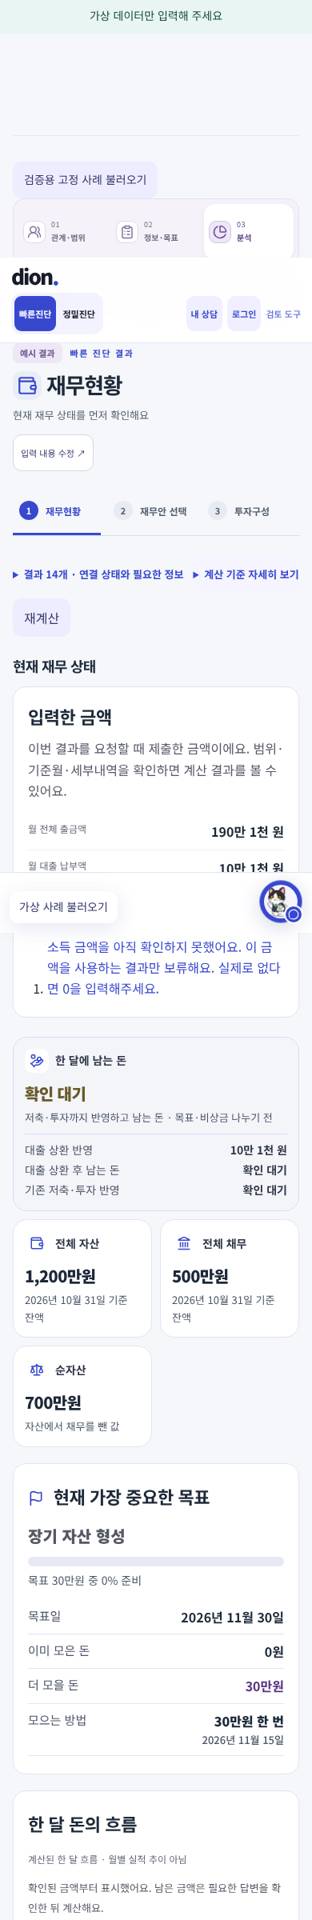 가상 데이터만 입력해 주세요
검증용 고정 사례 불러오기
01
관계·범위
02
정보·목표
03
분석
dion.
빠른진단
정밀진단
내 상담
로그인
검토 도구
예시 결과
빠른 진단 결과
재무현황
현재 재무 상태를 먼저 확인해요
입력 내용 수정 ↗
1 재무현황
2 재무안 선택
3 투자구성
▶ 결과 14개 · 연결 상태와 필요한 정보
▶ 계산 기준 자세히 보기
재계산
현재 재무 상태
입력한 금액
이번 결과를 요청할 때 제출한 금액이에요. 범위·
기준월·세부내역을 확인하면 계산 결과를 볼 수
있어요.
월 전체 출금액
190만 1천 원
월 대출 납부액
10만 1천 원
가상 사례 불러오기
소득 금액을 아직 확인하지 못했어요. 이 금
액을 사용하는 결과만 보류해요. 실제로 없다
1. 면 0을 입력해주세요.
한 달에 남는 돈
확인 대기
저축·투자까지 반영하고 남는 돈 · 목표·비상금 나누기 전
대출 상환 반영
10만 1천 원
대출 상환 후 남는 돈
확인 대기
기존 저축·투자 반영
확인 대기
전체 자산
1,200만원
2026년 10월 31일 기준
잔액
전체 채무
500만원
2026년 10월 31일 기준
잔액
순자산
700만원
자산에서 채무를 뺀 값
현재 가장 중요한 목표
장기 자산 형성
목표 30만원 중 0% 준비
목표일
2026년 11월 30일
이미 모은 돈
0원
더 모을 돈
30만원
모으는 방법
30만원 한 번
2026년 11월 15일
한 달 돈의 흐름
계산된 한 달 흐름 · 월별 실적 추이 아님
확인된 금액부터 표시했어요. 남은 금액은 필요한 답변을 확
인한 뒤 계산해요.